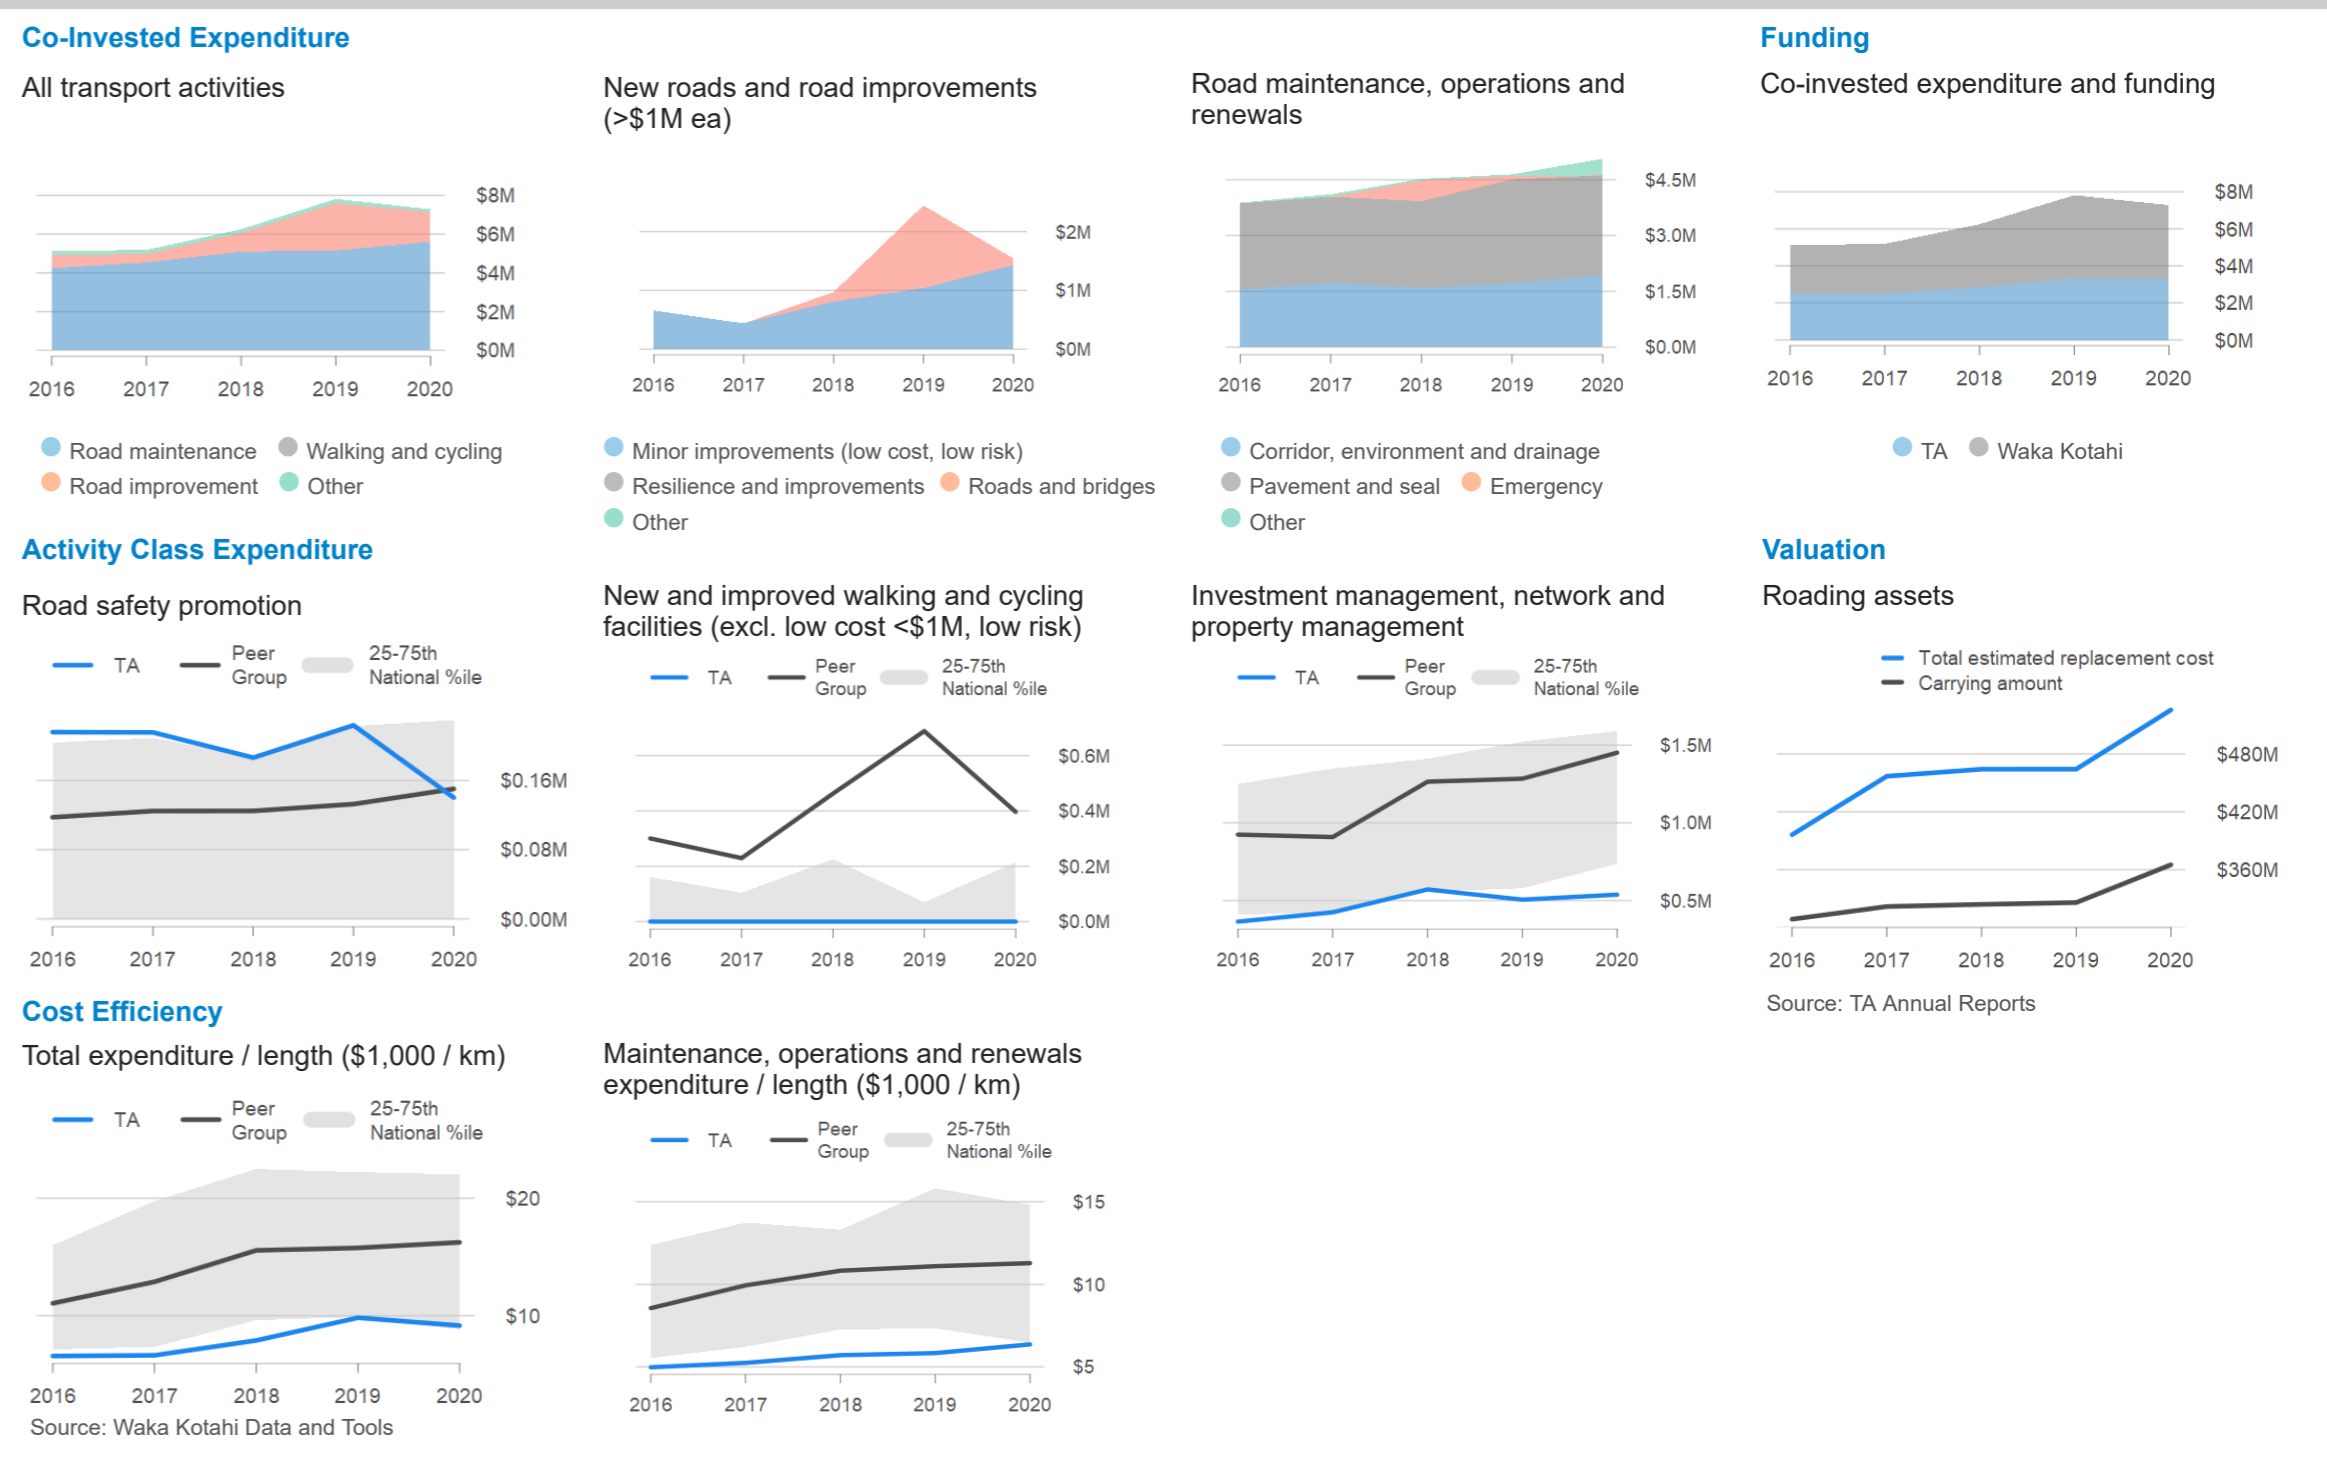 Co-Invested Expenditure
All transport activities
$8M
$6M
$4M
$2M
$0M
2016 2017 2018 2019 2020
Road maintenance Walking and cycling
Road improvement Other
New roads and road improvements
(>$1M ea)
$2M
$1M
$0M
2016 2017 2018 2019 2020
Minor improvements (low cost, low risk)
Resilience and improvements Roads and bridges
Other
Road maintenance, operations and
renewals
$4.5M
$3.0M
$1.5M
$0.0M
2016 2017 2018 2019 2020
Corridor, environment and drainage
Pavement and seal Emergency
Other
Funding
Co-invested expenditure and funding
$8M
$6M
$4M
$2M
$0M
2016 2017 2018 2019 2020
TA Waka Kotahi
Activity Class Expenditure
Road safety promotion
TA Peer Group 25-75th National %ile
$0.16M
$0.08M
$0.00M
2016 2017 2018 2019 2020
New and improved walking and cycling
facilities (excl. low cost <$1M, low risk)
TA Peer Group 25-75th National %ile
$0.6M
$0.4M
$0.2M
$0.0M
2016 2017 2018 2019 2020
Investment management, network and
property management
TA Peer Group 25-75th National %ile
$1.5M
$1.0M
$0.5M
2016 2017 2018 2019 2020
Valuation
Roading assets
Total estimated replacement cost
Carrying amount
$480M
$420M
$360M
2016 2017 2018 2019 2020
Source: TA Annual Reports
Cost Efficiency
Total expenditure / length ($1,000 / km)
TA Peer Group 25-75th National %ile
$20
$10
2016 2017 2018 2019 2020
Source: Waka Kotahi Data and Tools
Maintenance, operations and renewals
expenditure / length ($1,000 / km)
TA Peer Group 25-75th National %ile
$15
$10
$5
2016 2017 2018 2019 2020